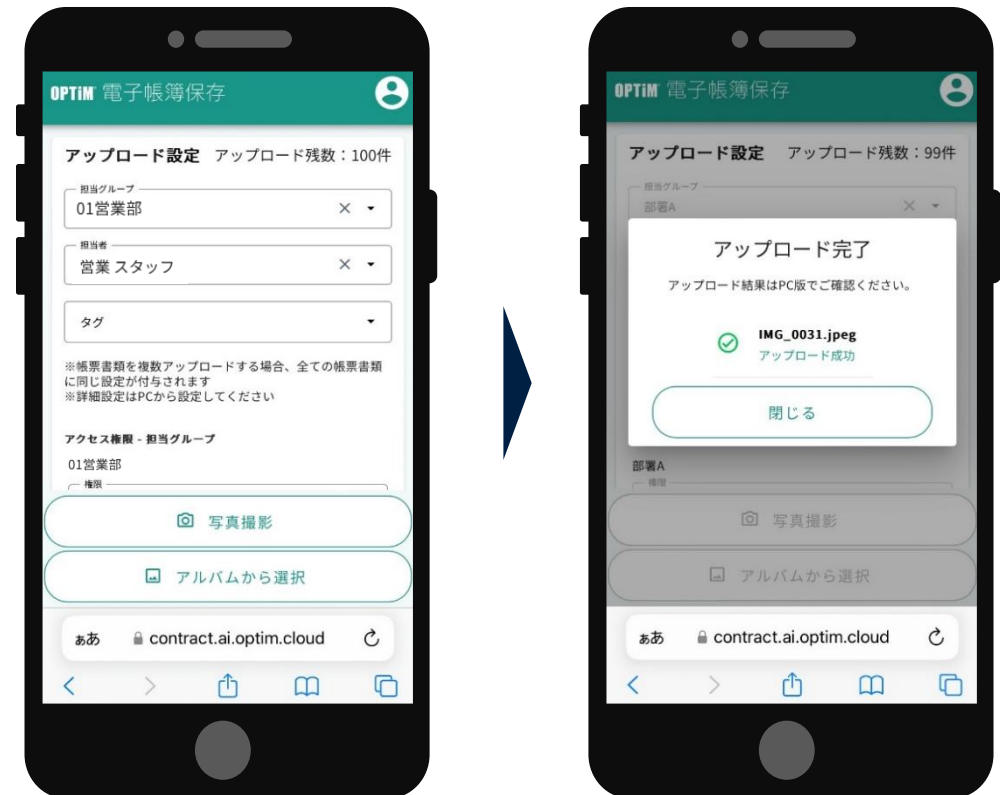 OPTiM 電子帳簿保存
アップロード設定 アップロード残数：100件
担当グループ
01営業部
担当者
営業 スタッフ
タグ
※帳票書類を複数アップロードする場合、全ての帳票書類
に同じ設定が付与されます
※詳細設定はPCから設定してください
アクセス権限 - 担当グループ
01営業部
権限
写真撮影
アルバムから選択
ぁあ contract.ai.optim.cloud
OPTiM 電子帳簿保存
アップロード設定 アップロード残数：99件
担当グループ
部署A
アップロード完了
アップロード結果はPC版でご確認ください。
IMG_0031.jpeg
アップロード成功
閉じる
部署A
権限
写真撮影
アルバムから選択
ぁあ contract.ai.optim.cloud